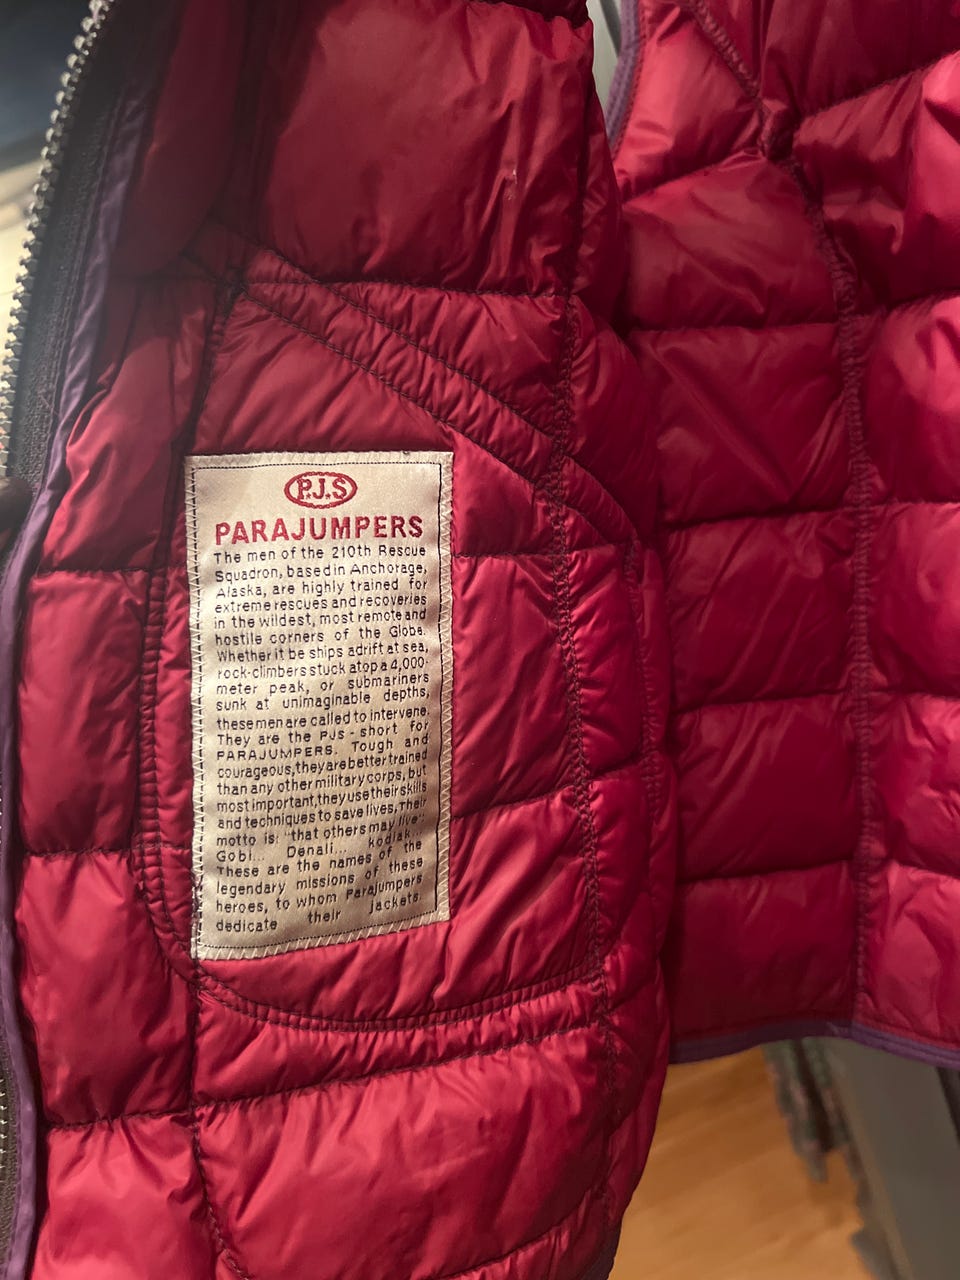 P.J.S
PARAJUMPERS
The men of the 210th Rescue
Squadron, based in Anchorage,
Alaska, are highly trained for
extreme rescues and recoveries
in the wildest, most remote and
hostile corners of the Globe.
Whether it be ships adrift at sea,
rock-climbers stuck atop a 4,000-
meter peak, or submariners
sunk at unimaginable depths,
these men are called to intervene.
They are the PJs - short for
PARAJUMPERS. Tough and
courageous, they are better trained
than any other military corps, but
most important, they use their skills
and techniques to save lives, Their
motto is: "that others may live":
Gobi... Denali... Kodiak...
These are the names of the
legendary missions of these
heroes, to whom Parajumpers
dedicate their jackets.